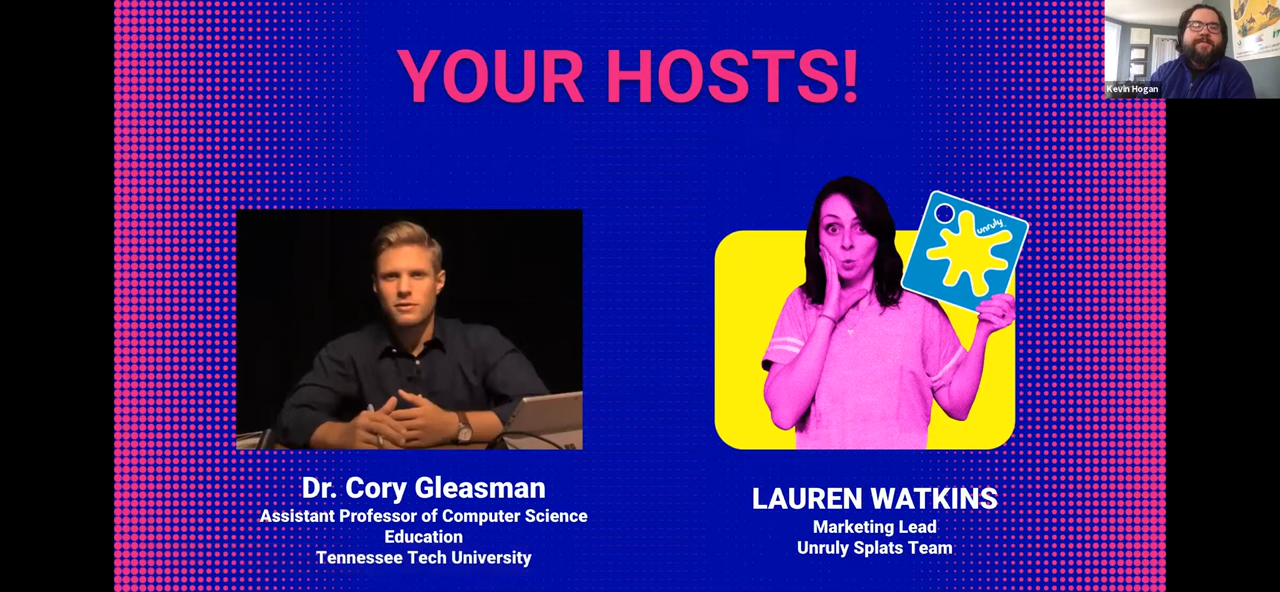 YOUR HOSTS!
Kevin Hogan
unruly
Dr. Cory Gleasman
Assistant Professor of Computer Science
Education
Tennessee Tech University
LAUREN WATKINS
Marketing Lead
Unruly Splats Team